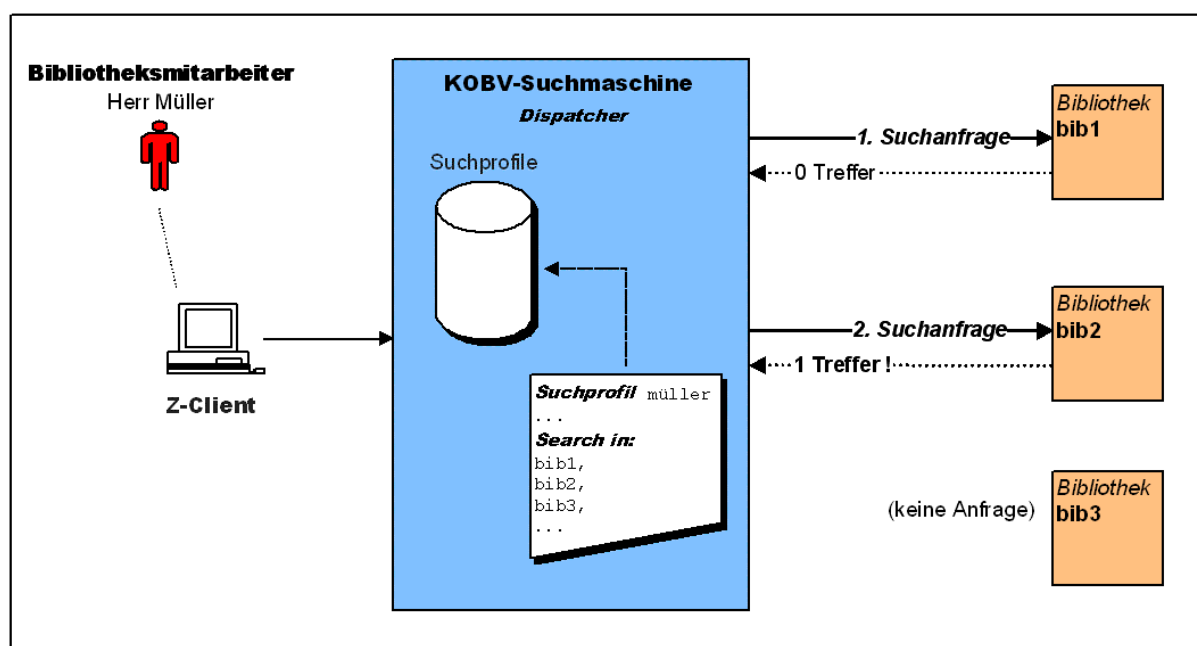 Bibliotheksmitarbeiter
Herr Müller
Z-Client
KOBV-Suchmaschine
Dispatcher
Suchprofile
Suchprofil müller
...
Search in:
bib1,
bib2,
bib3,
...
1. Suchanfrage
0 Treffer
Bibliothek
bib1
2. Suchanfrage
1 Treffer !
Bibliothek
bib2
(keine Anfrage)
Bibliothek
bib3